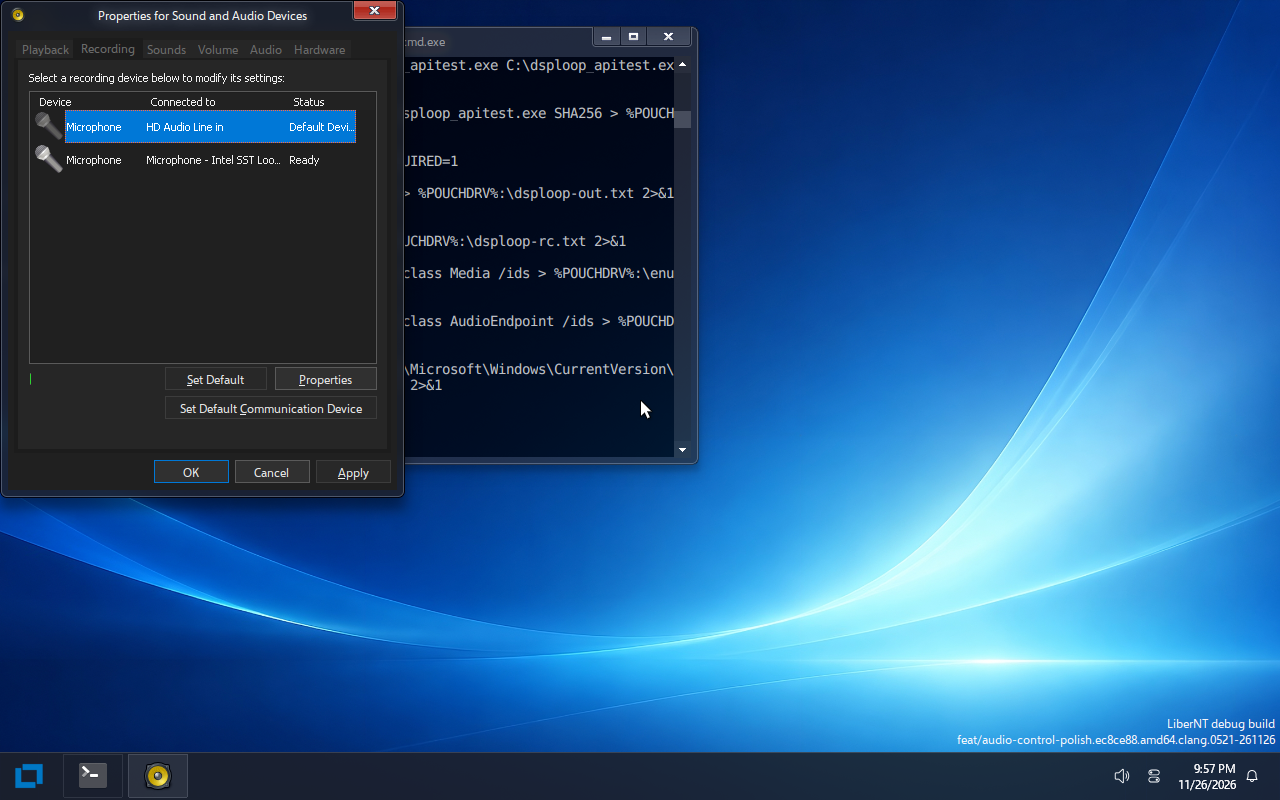 Properties for Sound and Audio Devices
Playback Recording Sounds Volume Audio Hardware
Select a recording device below to modify its settings:
Device Connected to Status
Microphone HD Audio Line in Default Devi...
Microphone Microphone - Intel SST Loo... Ready
Set Default Properties
Set Default Communication Device
OK Cancel Apply
cmd.exe
_apitest.exe C:\dsploop_apitest.ex
sploop_apitest.exe SHA256 > %POUCH
UIRED=1
> %POUCHDRV%:\dsploop-out.txt 2>&1
UCHDRV%:\dsploop-rc.txt 2>&1
class Media /ids > %POUCHDRV%:\enu
class AudioEndpoint /ids > %POUCHD
\Microsoft\Windows\CurrentVersion\
2>&1
LiberNT debug build
feat/audio-control-polish.ec8ce88.amd64.clang.0521-261126
9:57 PM
11/26/2026